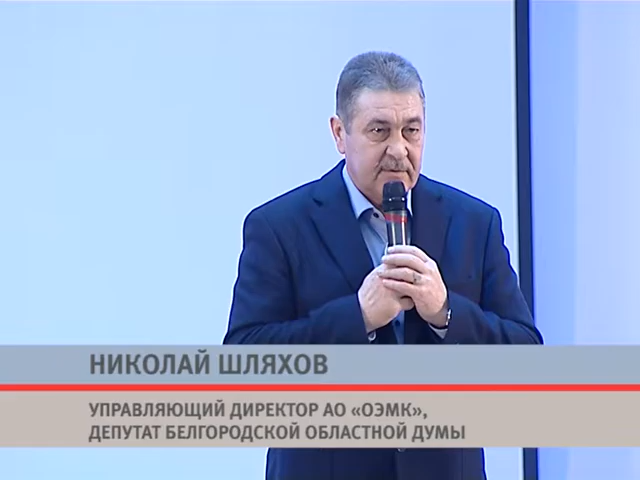 НИКОЛАЙ ШЛЯХОВ
УПРАВЛЯЮЩИЙ ДИРЕКТОР АО «ОЭМК»,
ДЕПУТАТ БЕЛГОРОДСКОЙ ОБЛАСТНОЙ ДУМЫ